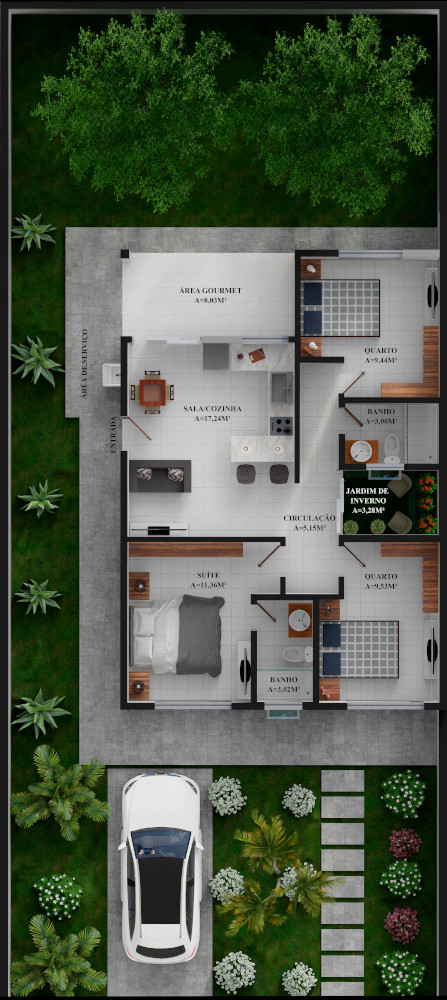 ÁREA GOURMET
A=8,03M²
QUARTO
A=9,44M²
ÁREA DE SERVIÇO
ENTRADA
SALA/COZINHA
A=17,24M²
BANHO
A=3,00M²
JARDIM DE
INVERNO
A=3,28M²
CIRCULAÇÃO
A=5,15M²
SUÍTE
A=11,36M²
QUARTO
A=9,53M²
BANHO
A=3,02M²